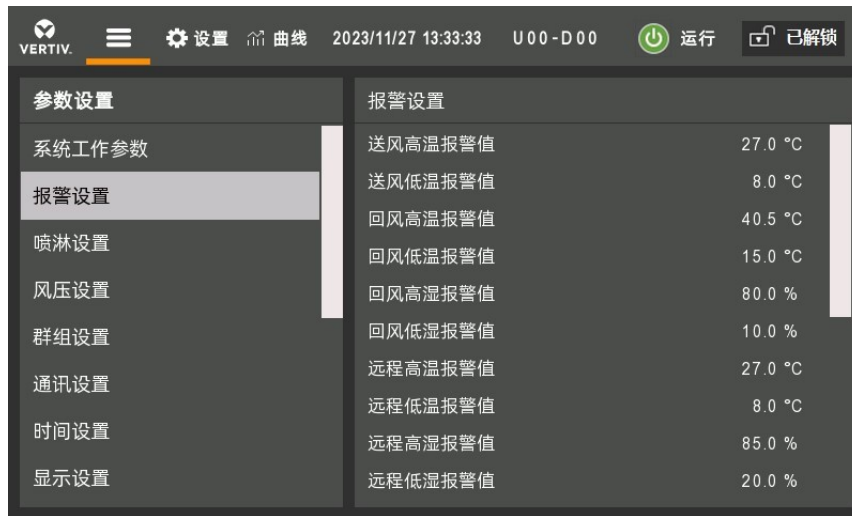 VERTIV.
设置 曲线 2023/11/27 13:33:33 U00-D00 运行 已解锁
参数设置
系统工作参数
报警设置
喷淋设置
风压设置
群组设置
通讯设置
时间设置
显示设置
报警设置
送风高温报警值 27.0 °C
送风低温报警值 8.0 °C
回风高温报警值 40.5 °C
回风低温报警值 15.0 °C
回风高湿报警值 80.0 %
回风低湿报警值 10.0 %
远程高温报警值 27.0 °C
远程低温报警值 8.0 °C
远程高湿报警值 85.0 %
远程低湿报警值 20.0 %